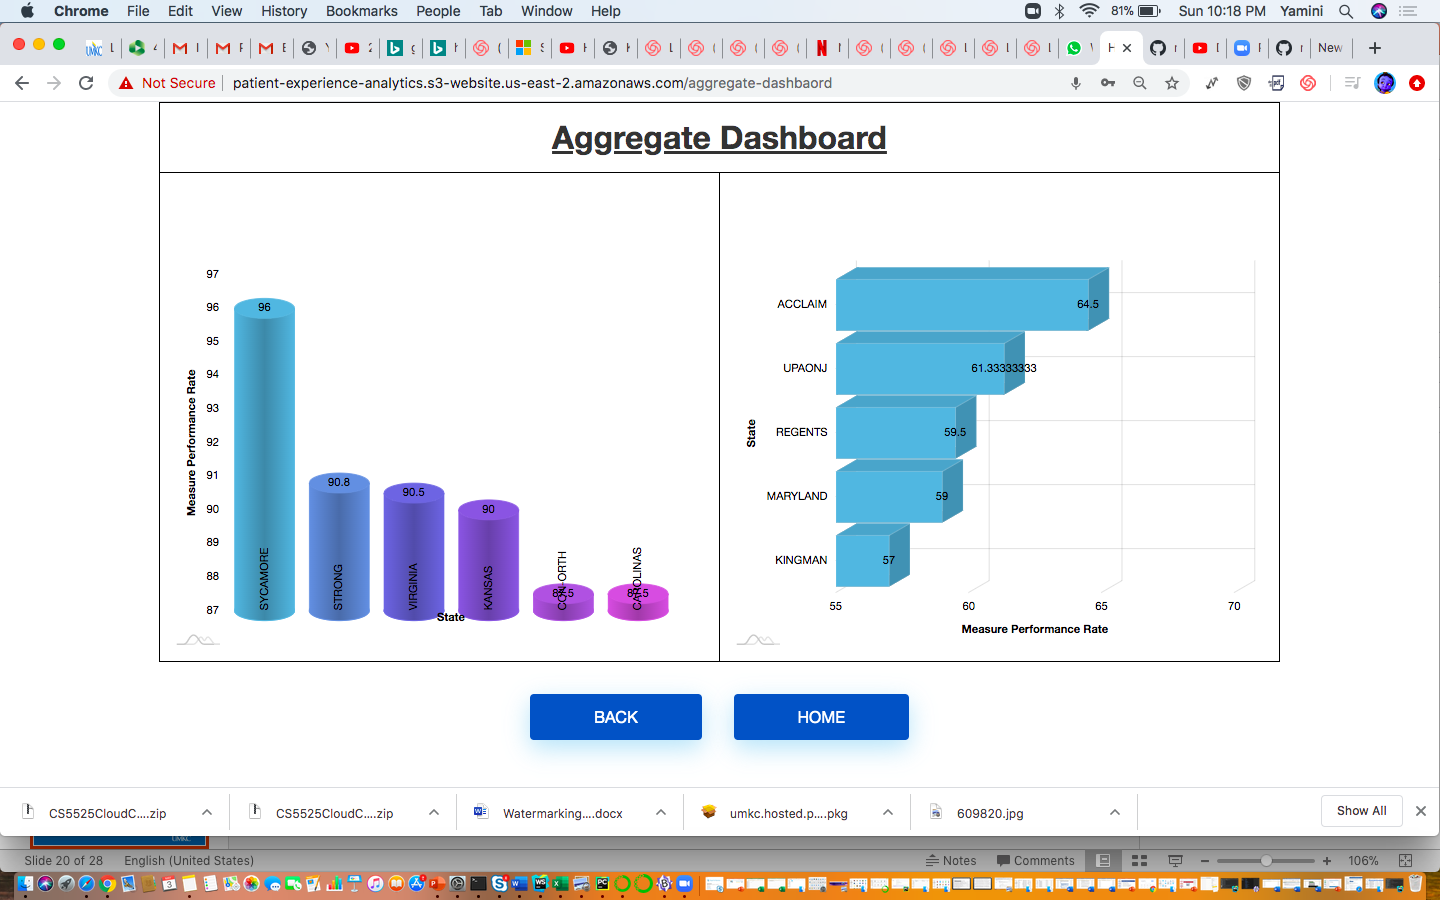 Chrome File Edit View History Bookmarks People Tab Window Help 81% Sun 10:18 PM Yamini
New
Not Secure patient-experience-analytics.s3-website.us-east-2.amazonaws.com/aggregate-dashbaord
Aggregate Dashboard
97
96
95
94
93
92
91
90
89
88
87
Measure Performance Rate
96
90.8
90.5
90
87.5
87.5
SYCAMORE
STRONG
VIRGINIA
KANSAS
CAROLINAS
State
State
ACCLAIM
UPAONJ
REGENTS
MARYLAND
KINGMAN
64.5
61.33333333
59.5
59
57
55 60 65 70
Measure Performance Rate
BACK HOME
CS5525CloudC....zip CS5525CloudC....zip Watermarking....docx umkc.hosted.p....pkg 609820.jpg Show All
UMKC
Slide 20 of 28 English (United States) Notes Comments 106%